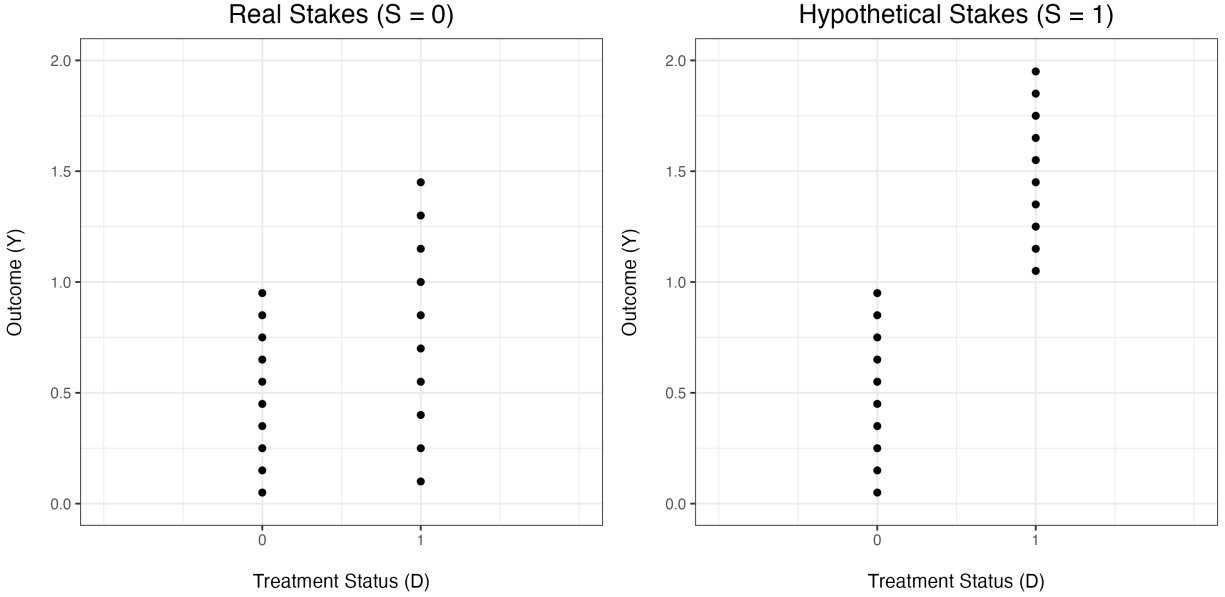 Real Stakes (S = 0)
2.0
1.5
1.0
0.5
0.0
Outcome (Y)
0
1
Treatment Status (D)
Hypothetical Stakes (S = 1)
2.0
1.5
1.0
0.5
0.0
Outcome (Y)
0
1
Treatment Status (D)